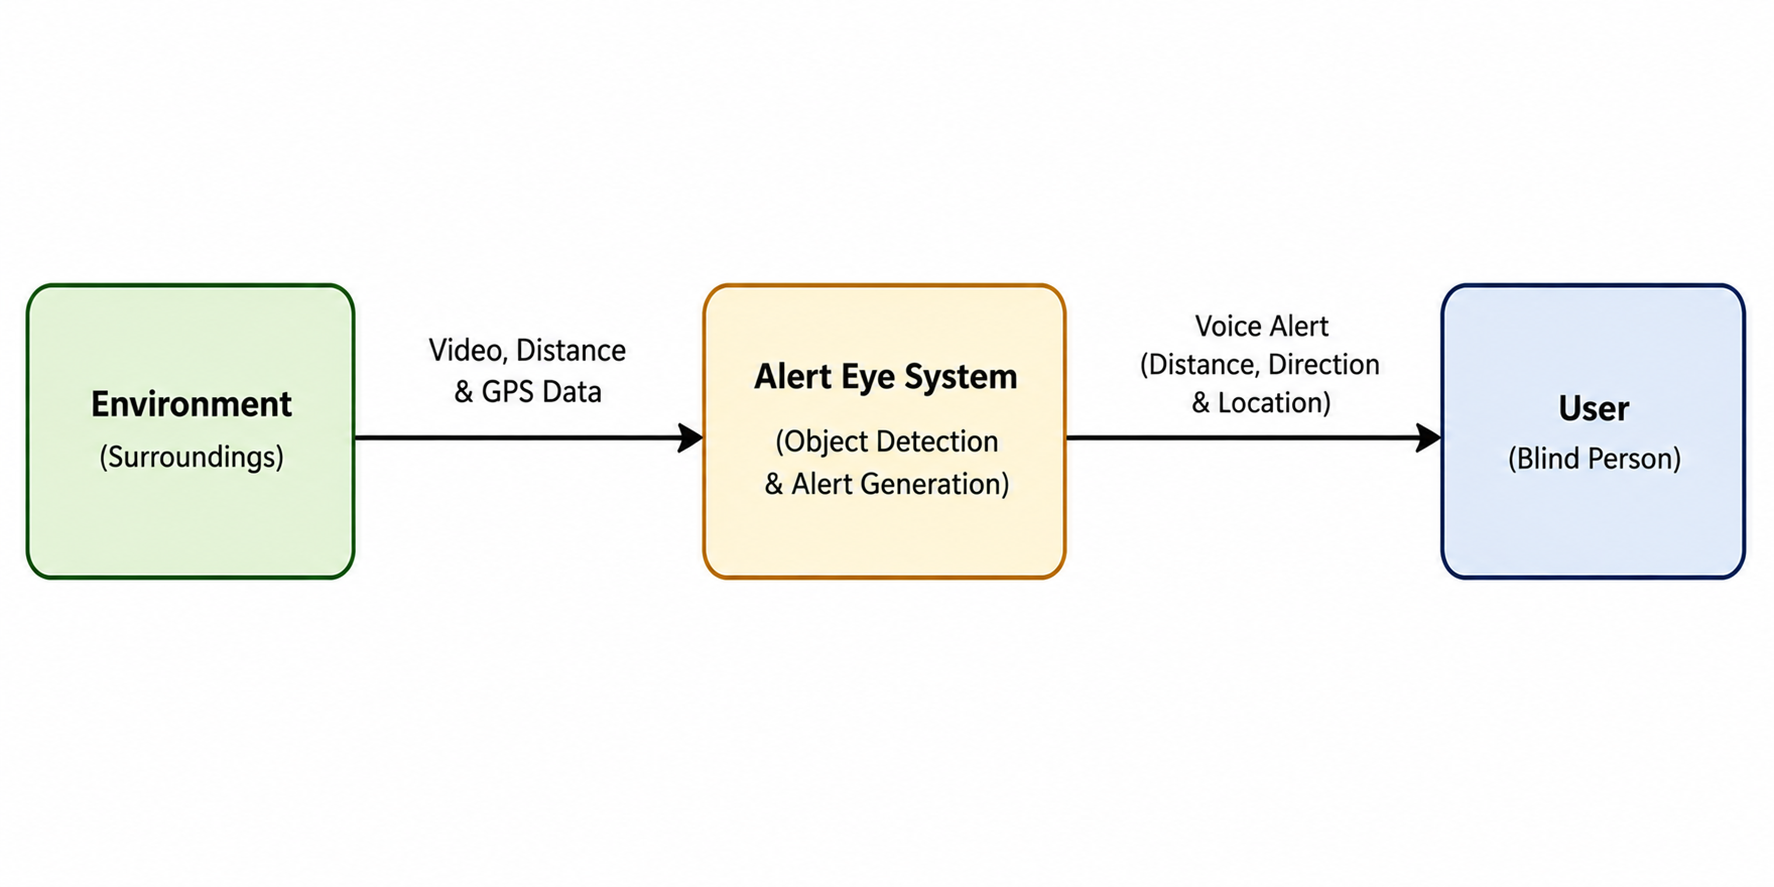 Environment
(Surroundings)
Video, Distance
& GPS Data
Alert Eye System
(Object Detection
& Alert Generation)
Voice Alert
(Distance, Direction
& Location)
User
(Blind Person)